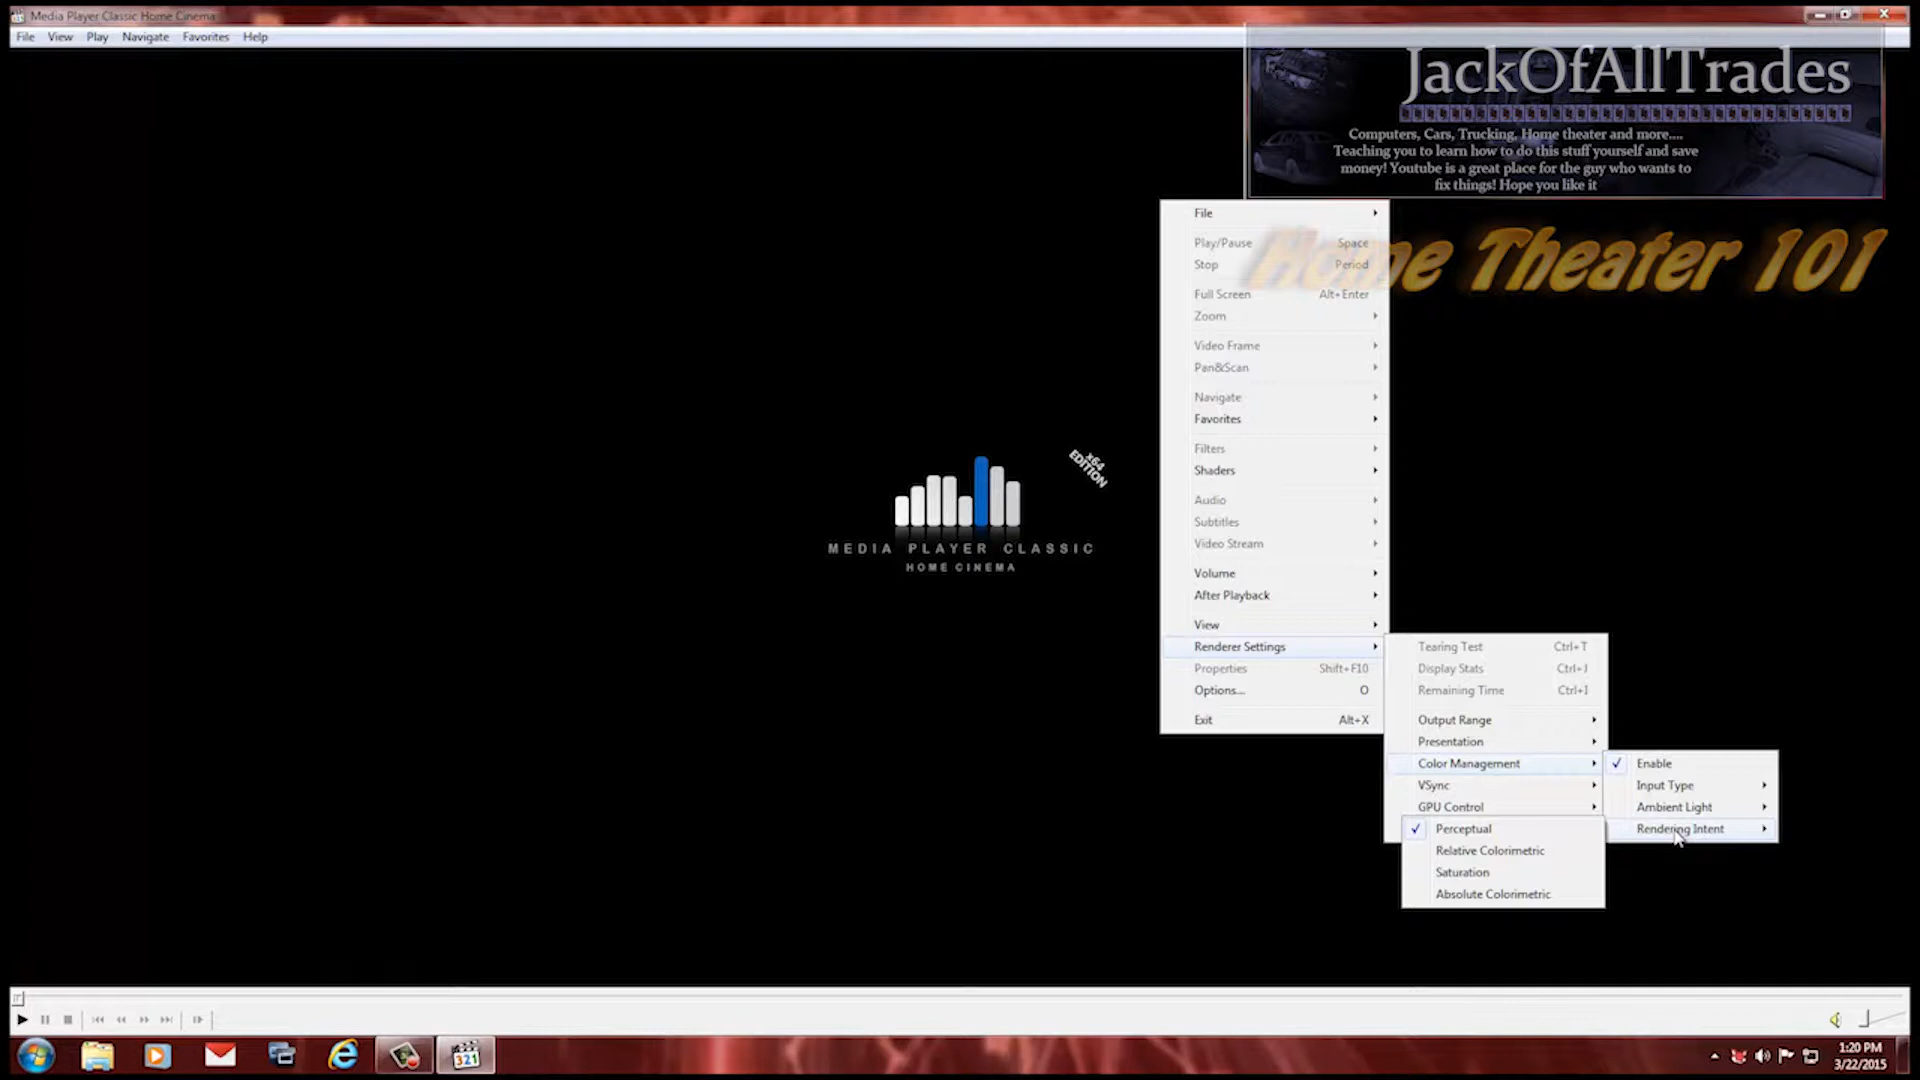 Media Player Classic Home Cinema
File View Play Navigate Favorites Help
JackOfAllTrades
Computers, Cars, Trucking, Home theater and more....
Teaching you to learn how to do this stuff yourself and save
money! Youtube is a great place for the guy who wants to
fix things! Hope you like it
Home Theater 101
File
Play/Pause Space
Stop Period
Full Screen Alt+Enter
Zoom
Video Frame
Pan&Scan
Navigate
Favorites
Filters
Shaders
Audio
Subtitles
Video Stream
Volume
After Playback
View
Renderer Settings
Properties Shift+F10
Options... O
Exit Alt+X
Tearing Test Ctrl+T
Display Stats Ctrl+J
Remaining Time Ctrl+I
Output Range
Presentation
Color Management
VSync
GPU Control
Enable
Input Type
Ambient Light
Rendering Intent
Perceptual
Relative Colorimetric
Saturation
Absolute Colorimetric
x64
EDITION
MEDIA PLAYER CLASSIC
HOME CINEMA
321
1:20 PM
3/22/2015